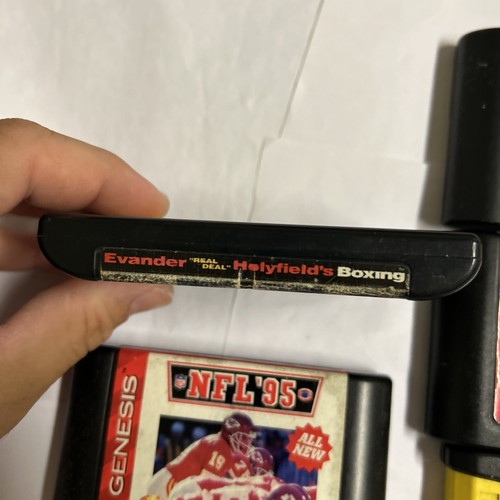 Evander "REAL DEAL" Holyfield's Boxing
NFL '95
GENESIS
ALL NEW
19